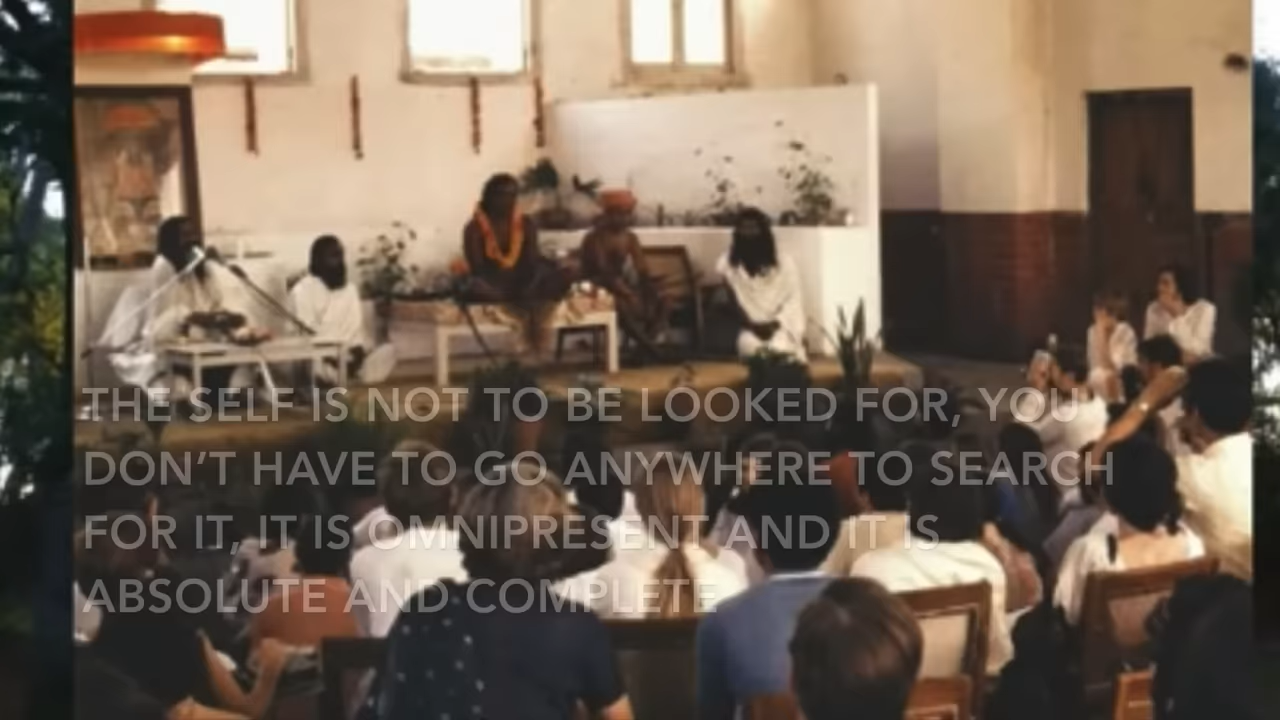 THE SELF IS NOT TO BE LOOKED FOR, YOU
DON’T HAVE TO GO ANYWHERE TO SEARCH
FOR IT, IT IS OMNIPRESENT AND IT IS
ABSOLUTE AND COMPLETE